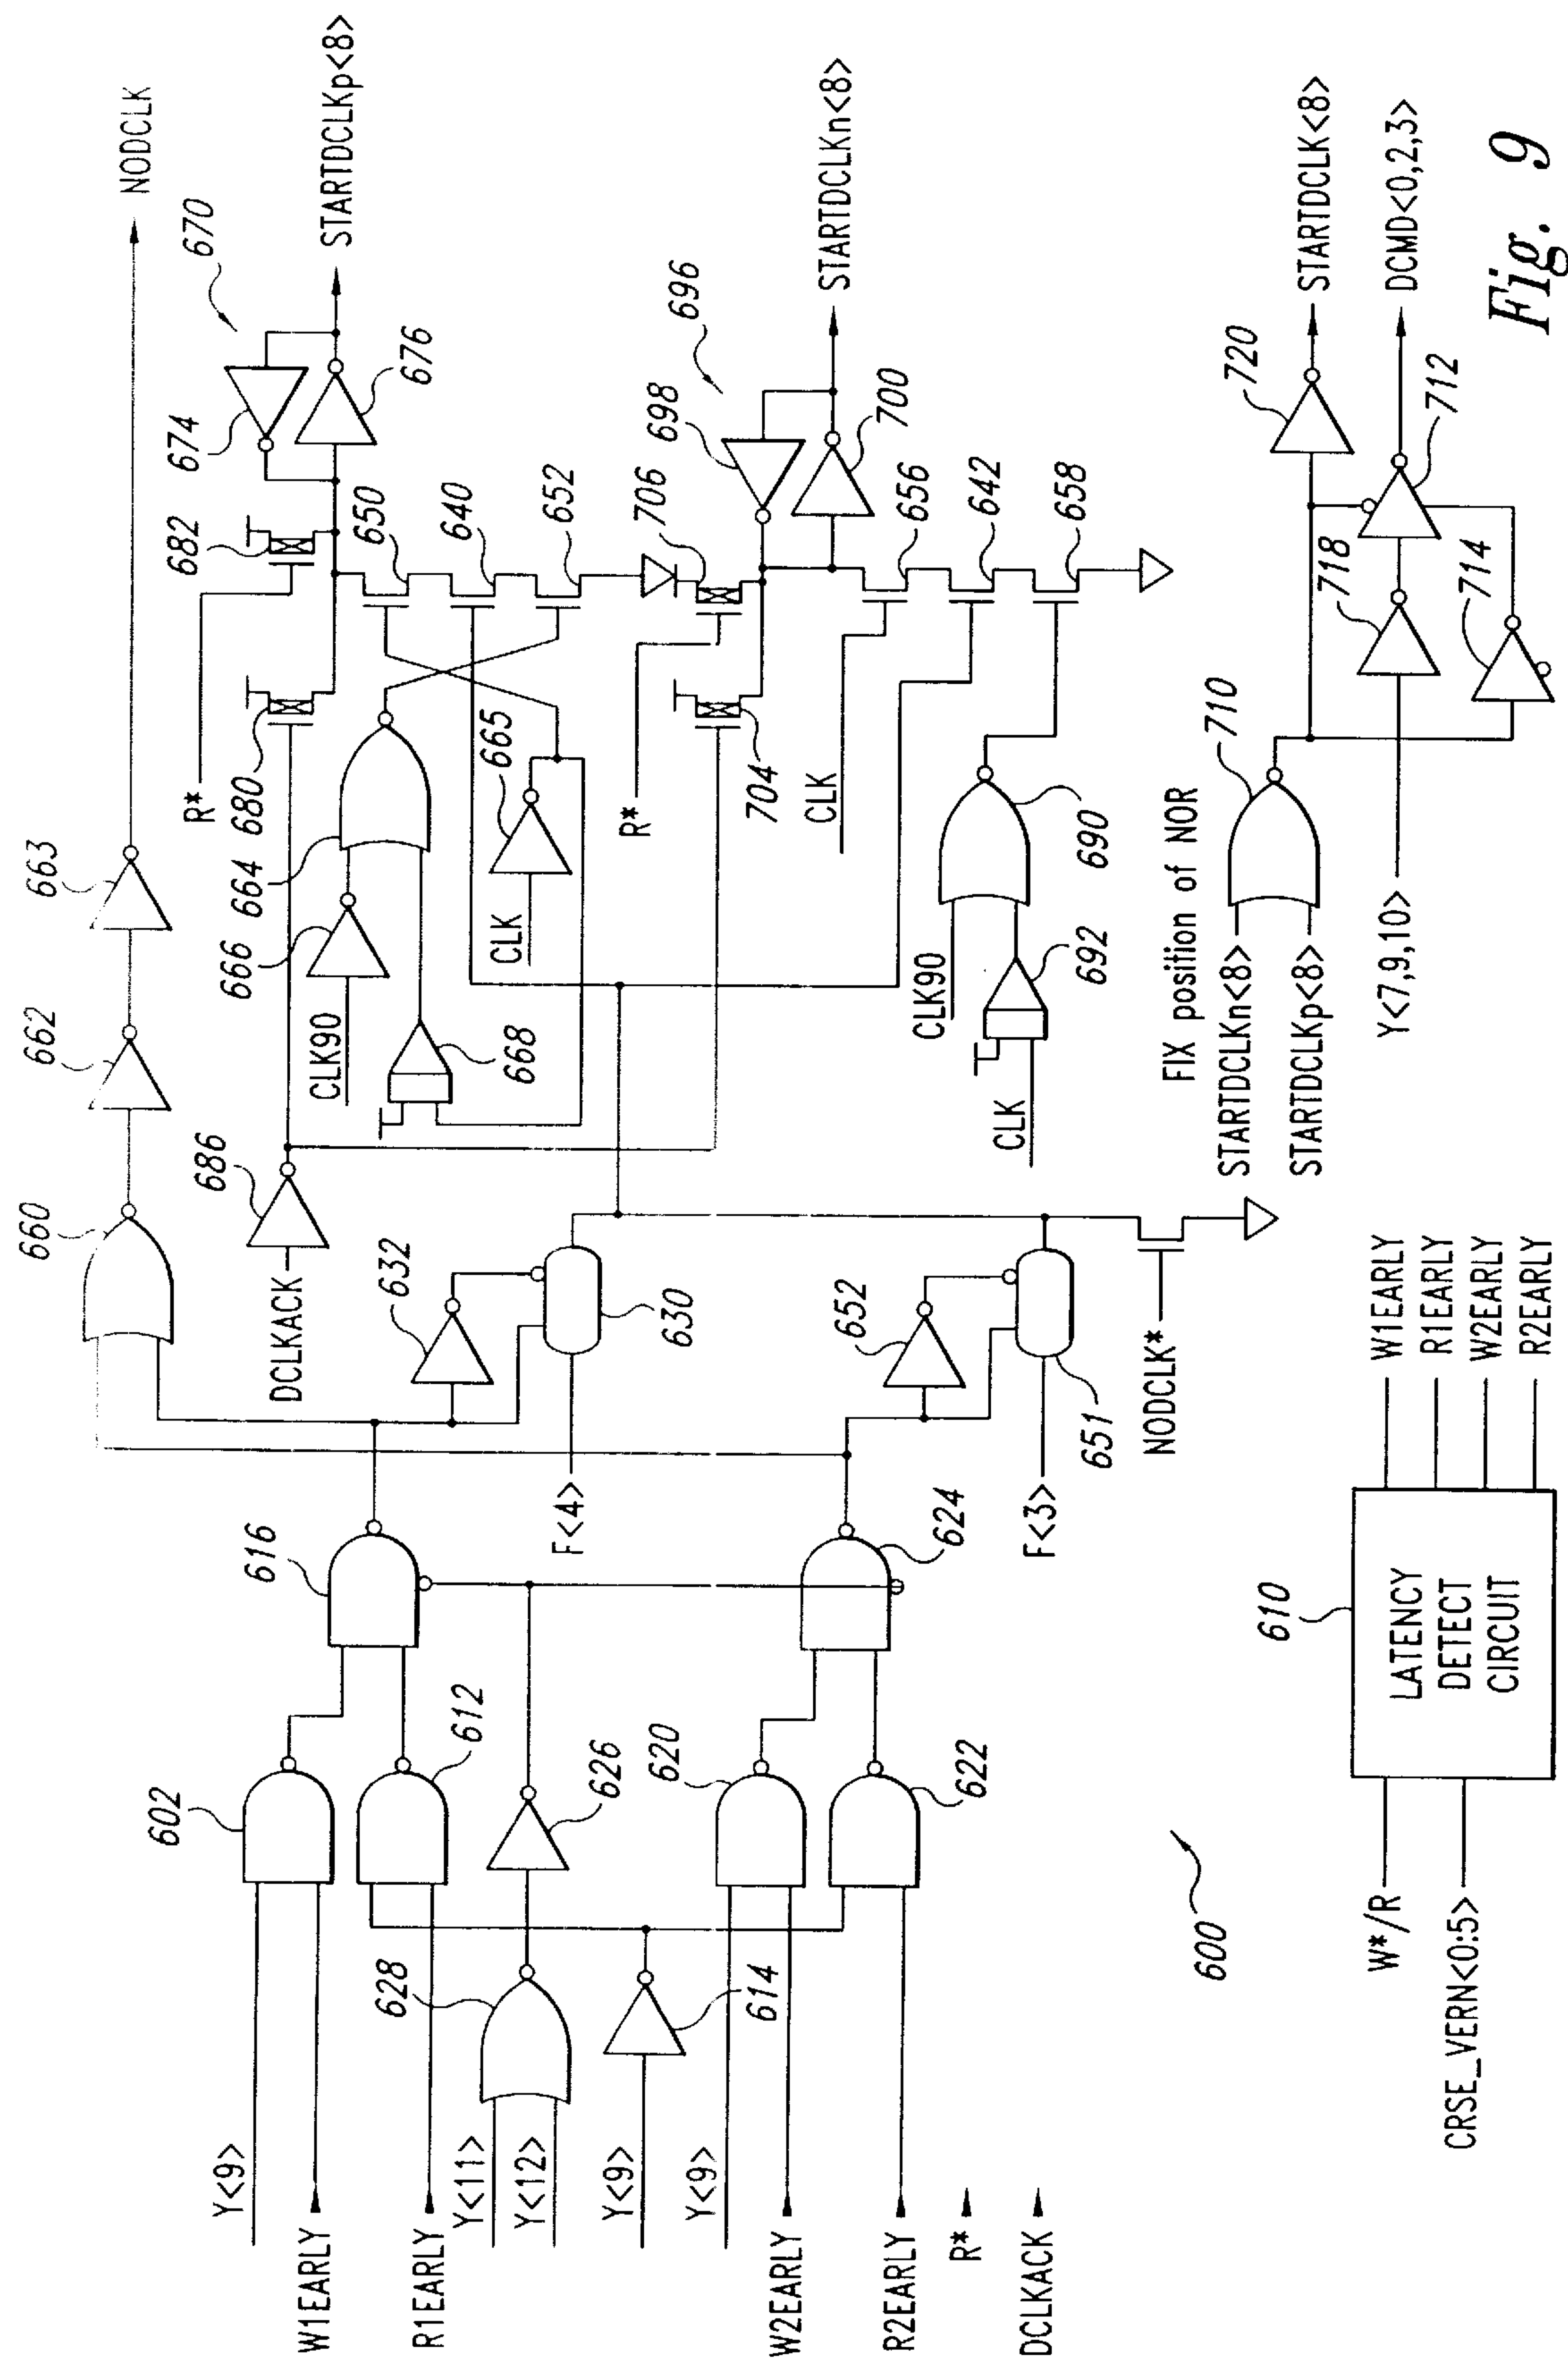 NODCLK
660
662
663
686
DCLKACK
670
674
676
STARTDCLKp<8>
682
R*
680
650
640
652
664
666
CLK90
665
CLK
668
696
698
700
STARTDCLKn<8>
706
R*
704
CLK
656
642
658
690
CLK90
692
CLK
602
Y<9>
W1EARLY
612
R1EARLY
616
632
630
F<4>
626
628
Y<11>
Y<12>
614
Y<9>
620
Y<9>
W2EARLY
622
R2EARLY
624
652
651
F<3>
NODCLK*
R*
DCLKACK
600
610
LATENCY
DETECT
CIRCUIT
W*/R
CRSE_VERN<0:5>
W1EARLY
R1EARLY
W2EARLY
R2EARLY
FIX position of NOR
STARTDCLKn<8>
STARTDCLKp<8>
710
720
STARTDCLK<8>
718
712
DCMD<0,2,3>
714
Y<7,9,10>
Fig. 9